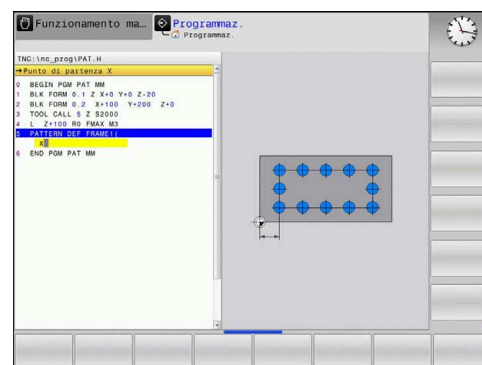 Funzionamento ma... Programmaz.
Programmaz.
TNC:\nc_prog\PAT.H
→Punto di partenza X
0 BEGIN PGM PAT MM
1 BLK FORM 0.1 Z X+0 Y+0 Z-20
2 BLK FORM 0.2 X+100 Y+200 Z+0
3 TOOL CALL 5 Z S2000
4 L Z+100 R0 FMAX M3
5 PATTERN DEF FRAME1(
X
6 END PGM PAT MM